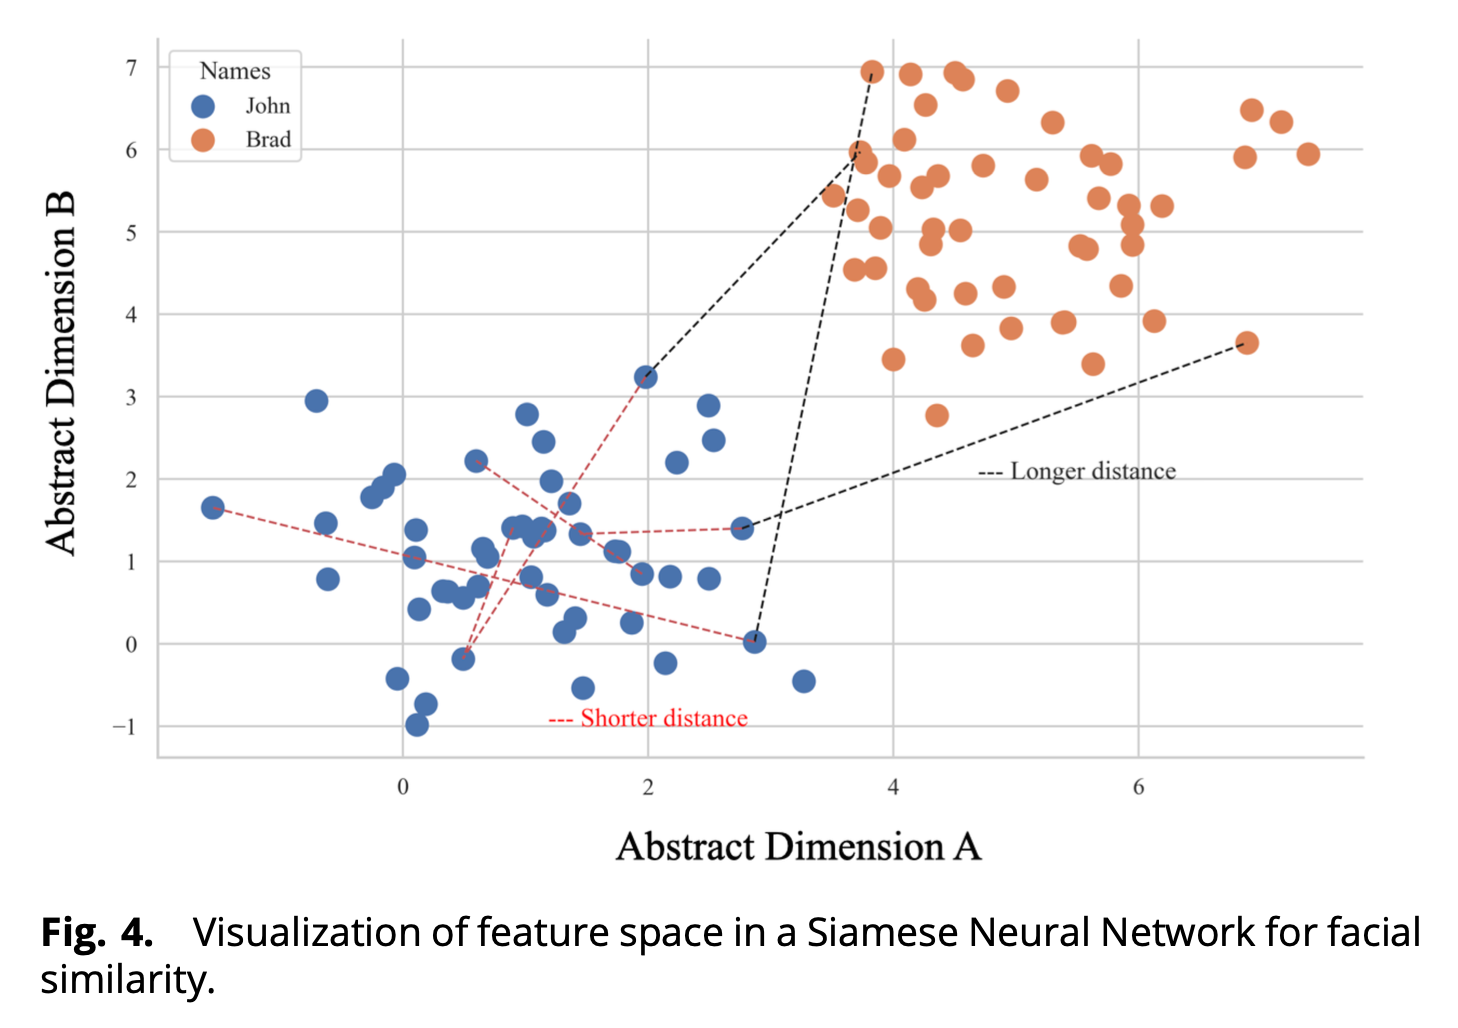 Names
John
Brad
7
6
5
4
3
2
1
0
−1
Abstract Dimension B
--- Longer distance
--- Shorter distance
0
2
4
6
Abstract Dimension A
Fig. 4. Visualization of feature space in a Siamese Neural Network for facial
similarity.